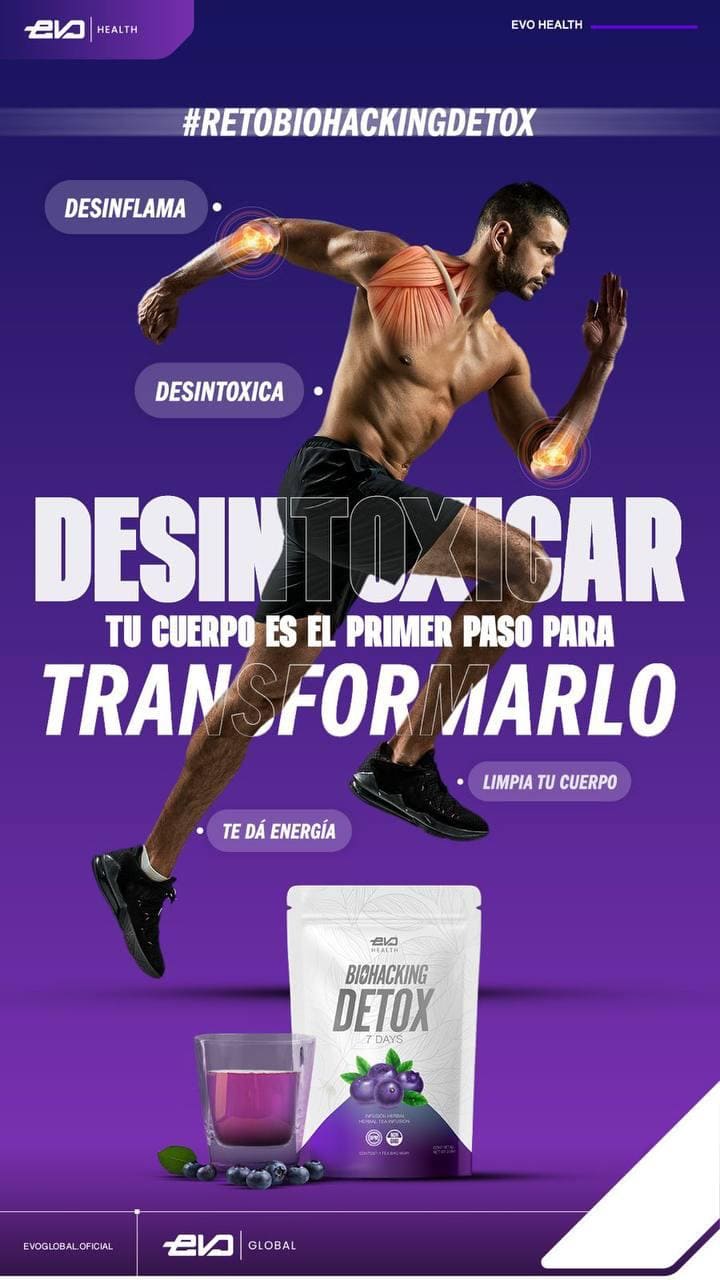 evo HEALTH
EVO HEALTH
#RETOBIOHACKINGDETOX
DESINFLAMA
DESINTOXICA
DESINTOXICAR
TU CUERPO ES EL PRIMER PASO PARA
TRANSFORMARLO
LIMPIA TU CUERPO
TE DÁ ENERGÍA
evo
HEALTH
BIOHACKING
DETOX
7 DAYS
INFUSIÓN HERBAL
HERBAL TEA INFUSION
EVOGLOBAL.OFICIAL
evo GLOBAL